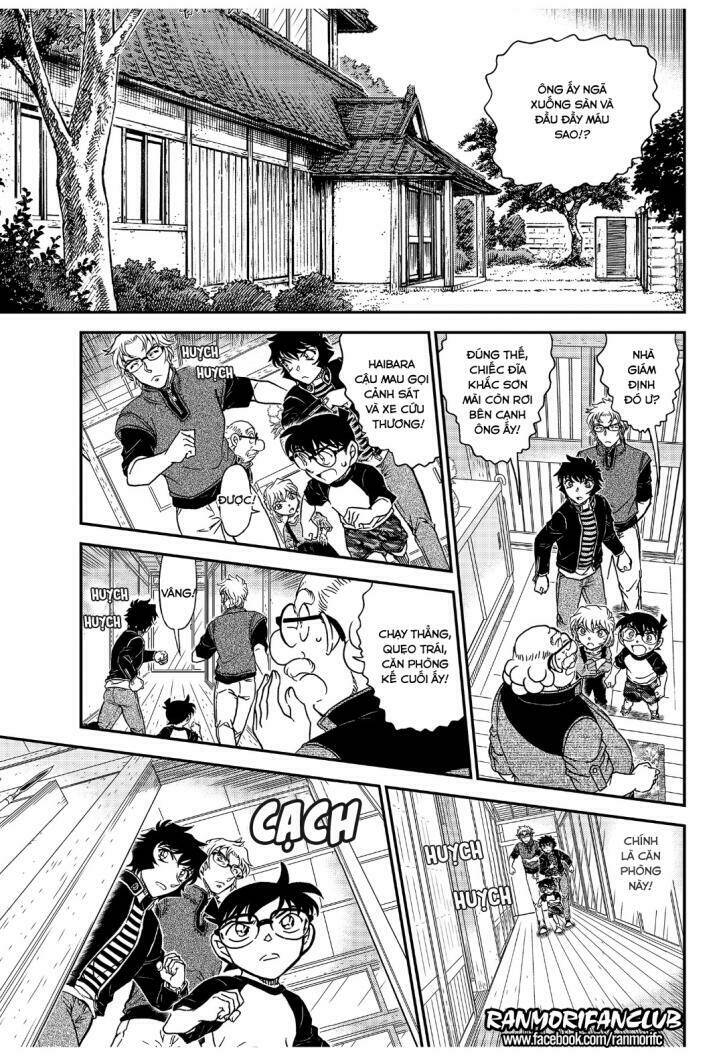 ÔNG ẤY NGÃ
XUỐNG SÀN VÀ
ĐẦU ĐẦY MÁU
SAO!?
NHÀ
GIÁM
ĐỊNH
ĐÓ Ư?
ĐÚNG THẾ,
CHIẾC ĐĨA
KHẮC SƠN
MÀI CÒN RƠI
BÊN CẠNH
ÔNG ẤY!
HAIBARA
CẬU MAU GỌI
CẢNH SÁT
VÀ XE CỨU
THƯƠNG!
HUỴCH
HUỴCH
ĐƯỢC!
CHẠY THẲNG,
QUẸO TRÁI,
CĂN PHÒNG
KẾ CUỐI ẤY!
VÂNG!
HUỴCH
HUỴCH
CHÍNH
LÀ CĂN
PHÒNG
NÀY!
HUỴCH
HUỴCH
CẠCH
RANMORIFANCLUB
www.facebook.com/ranmorifc